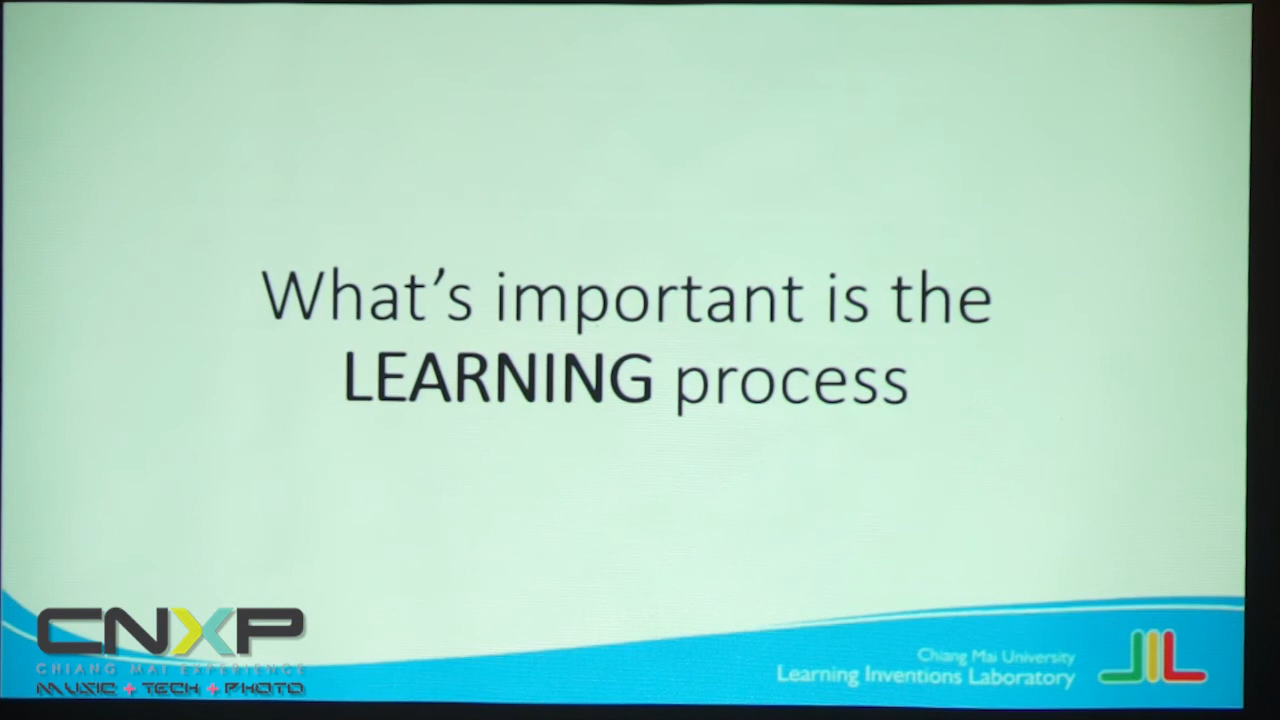 What's important is the
LEARNING process
CNXP
CHIANG MAI EXPERIENCE
MUSIC + TECH + PHOTO
Chiang Mai University
Learning Inventions Laboratory